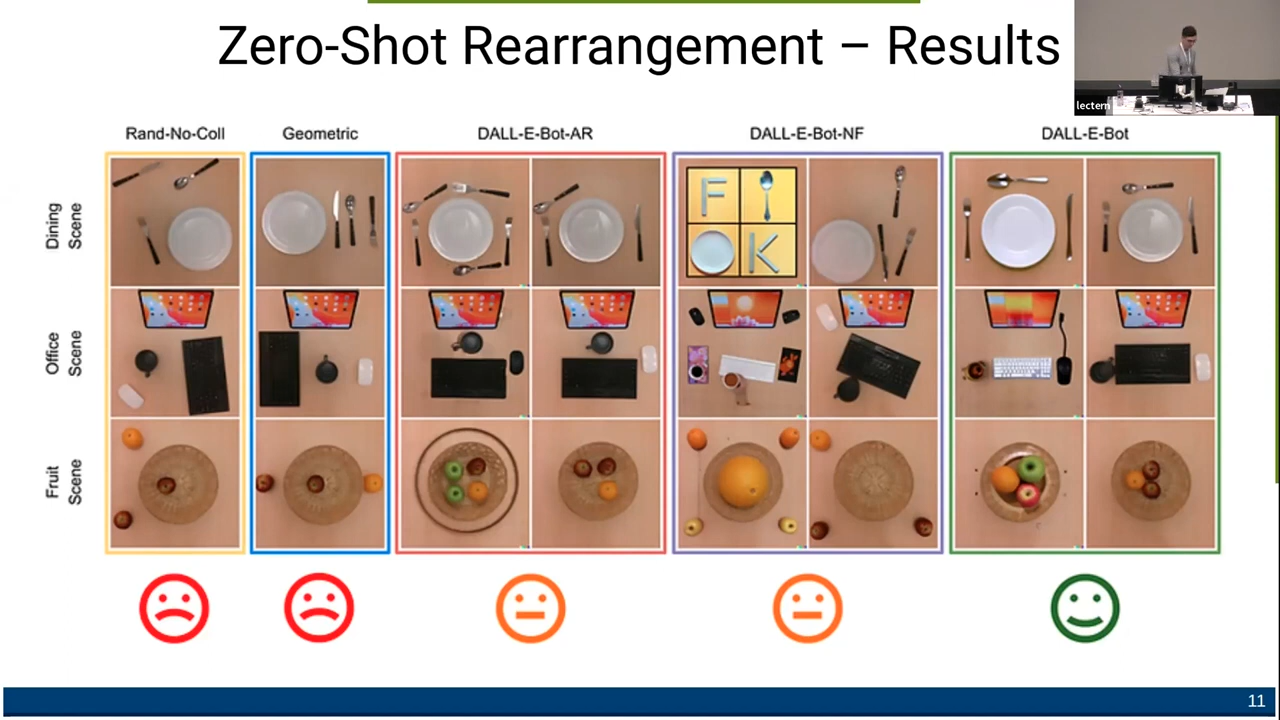 Zero-Shot Rearrangement – Results
lectern
Rand-No-Coll
Geometric
DALL-E-Bot-AR
DALL-E-Bot-NF
DALL-E-Bot
Dining
Scene
F
K
Office
Scene
Fruit
Scene
11